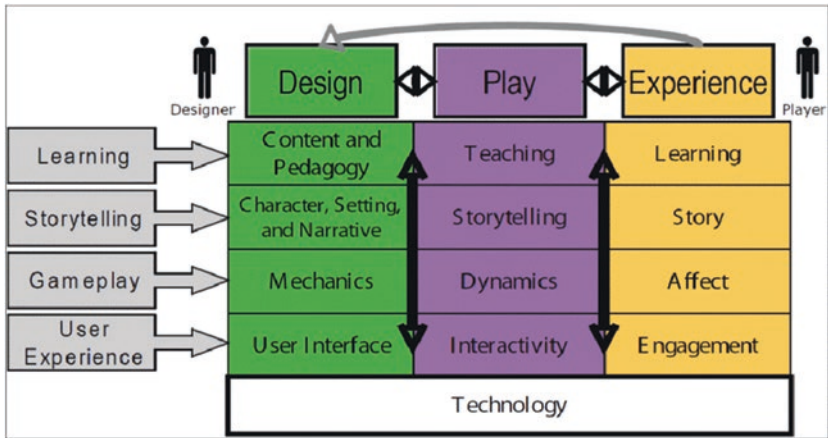 Design
Play
Experience
Designer
Player
Learning
Content and
Pedagogy
Teaching
Learning
Storytelling
Character, Setting,
and Narrative
Storytelling
Story
Gameplay
Mechanics
Dynamics
Affect
User
Experience
User Interface
Interactivity
Engagement
Technology